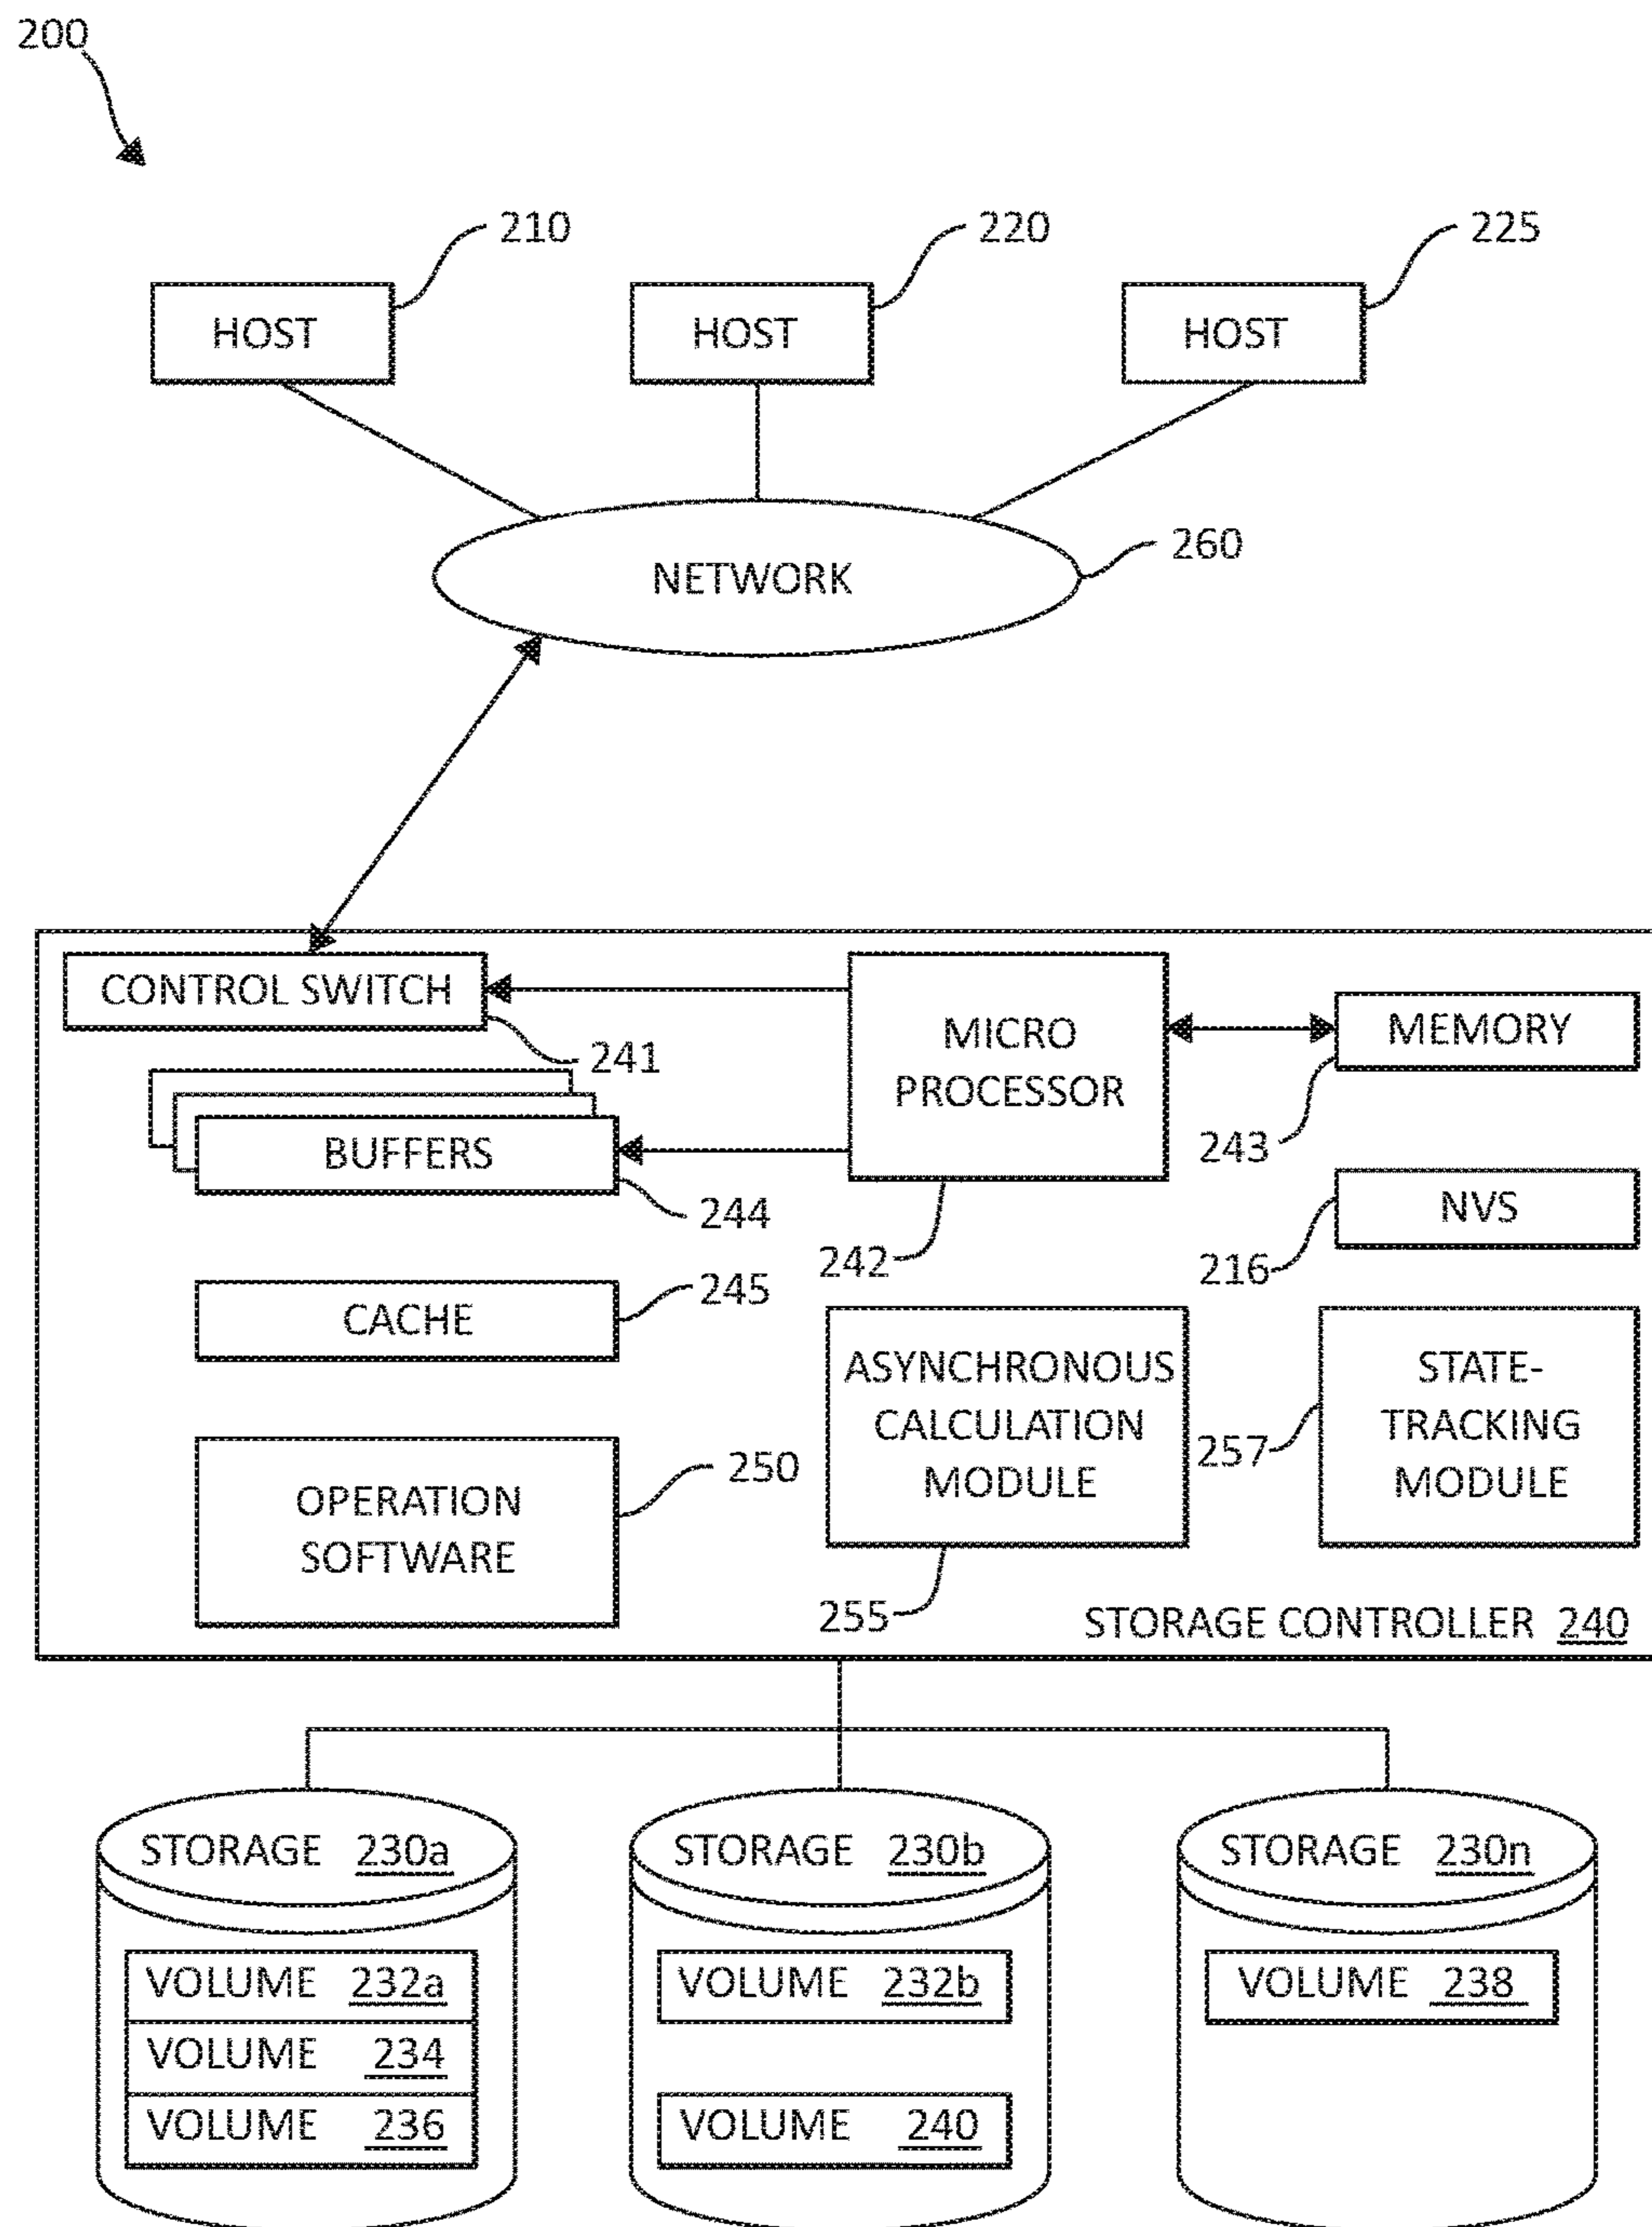 200
210
220
225
HOST
HOST
HOST
260
NETWORK
CONTROL SWITCH
241
MICRO
PROCESSOR
242
MEMORY
243
BUFFERS
244
NVS
216
CACHE
245
ASYNCHRONOUS
CALCULATION
MODULE
255
STATE-
TRACKING
MODULE
257
OPERATION
SOFTWARE
250
STORAGE CONTROLLER 240
STORAGE 230a
STORAGE 230b
STORAGE 230n
VOLUME 232a
VOLUME 234
VOLUME 236
VOLUME 232b
VOLUME 240
VOLUME 238